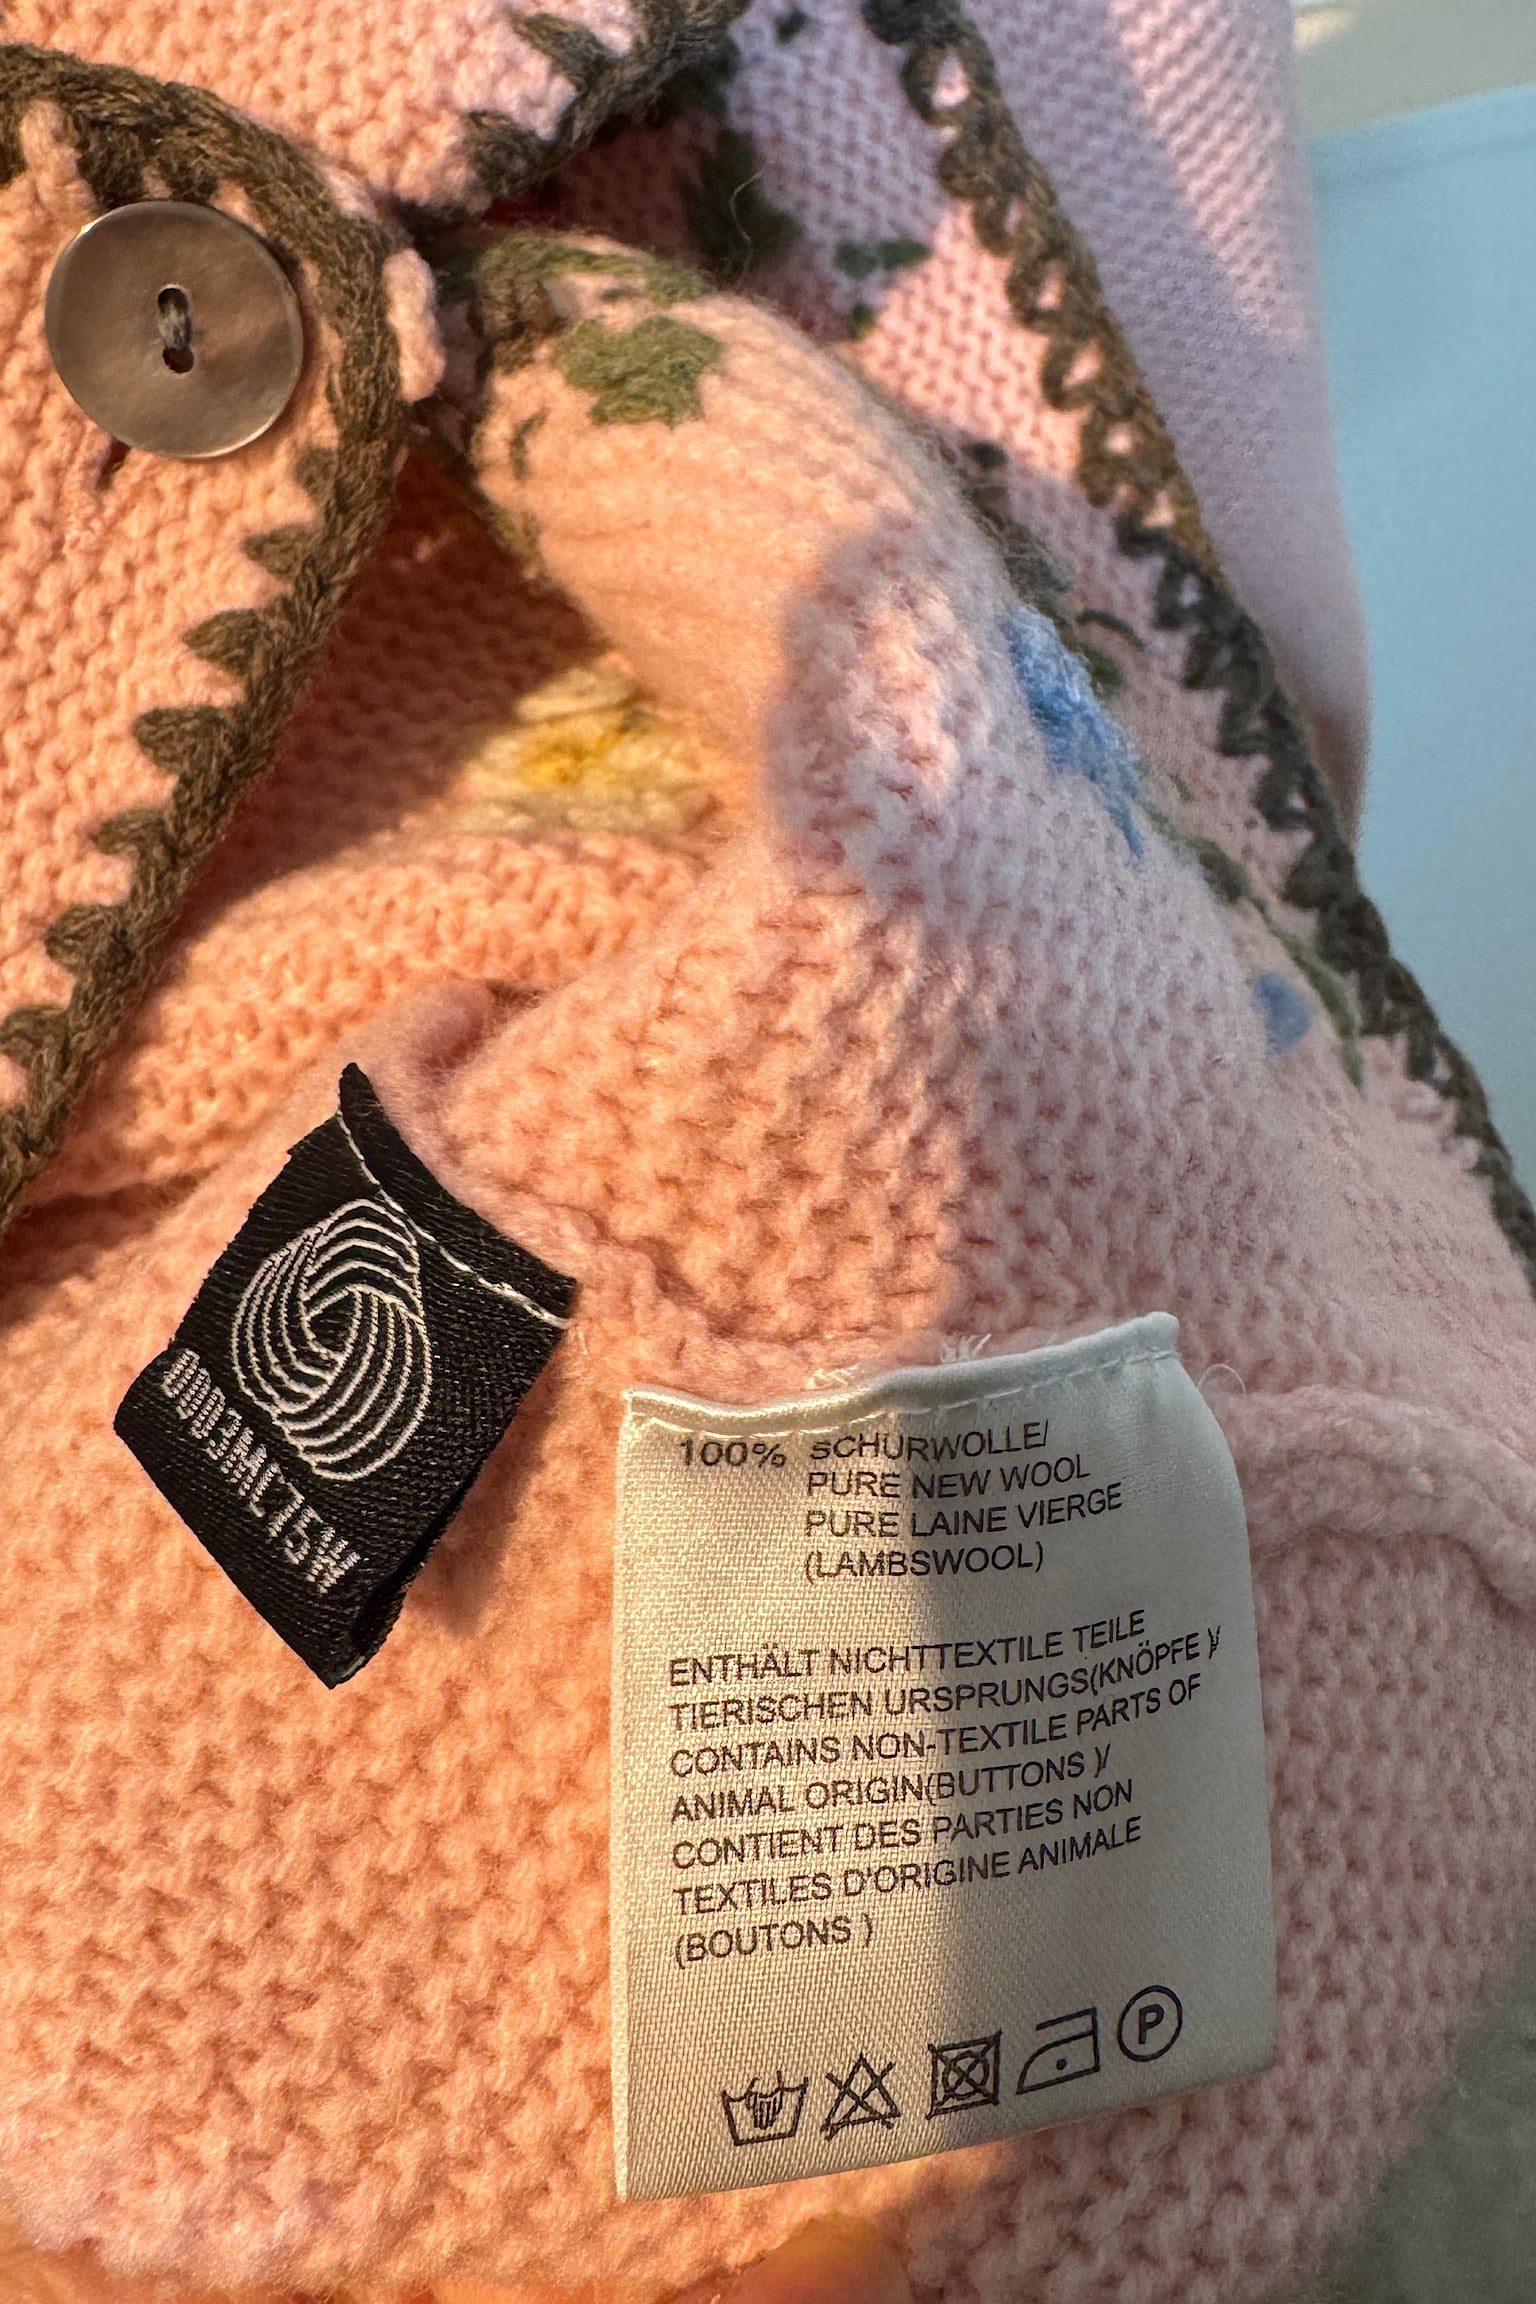 100% SCHURWOLLE/
PURE NEW WOOL
PURE LAINE VIERGE
(LAMBSWOOL)
ENTHÄLT NICHTTEXTILE TEILE
TIERISCHEN URSPRUNGS(KNÖPFE )/
CONTAINS NON-TEXTILE PARTS OF
ANIMAL ORIGIN(BUTTONS )/
CONTIENT DES PARTIES NON
TEXTILES D'ORIGINE ANIMALE
(BOUTONS )
P